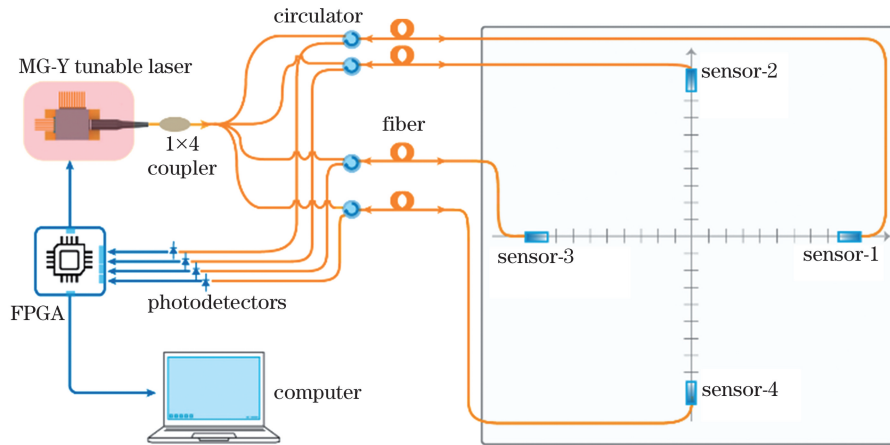 circulator
MG-Y tunable laser
sensor-2
fiber
1×4
coupler
sensor-3
sensor-1
photodetectors
FPGA
computer
sensor-4